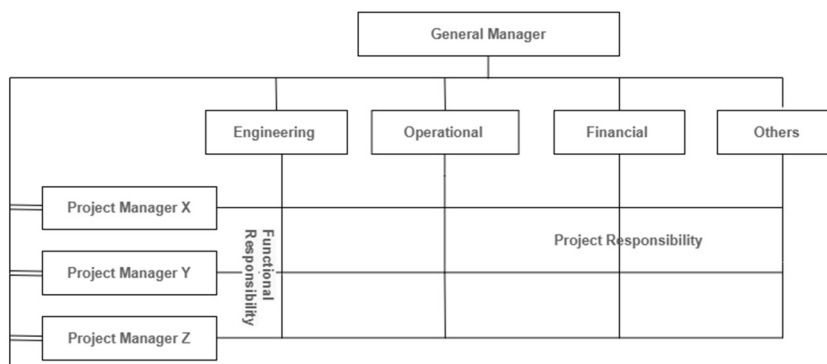 General Manager
Engineering
Operational
Financial
Others
Project Manager X
Functional
Responsibility
Project Responsibility
Project Manager Y
Project Manager Z